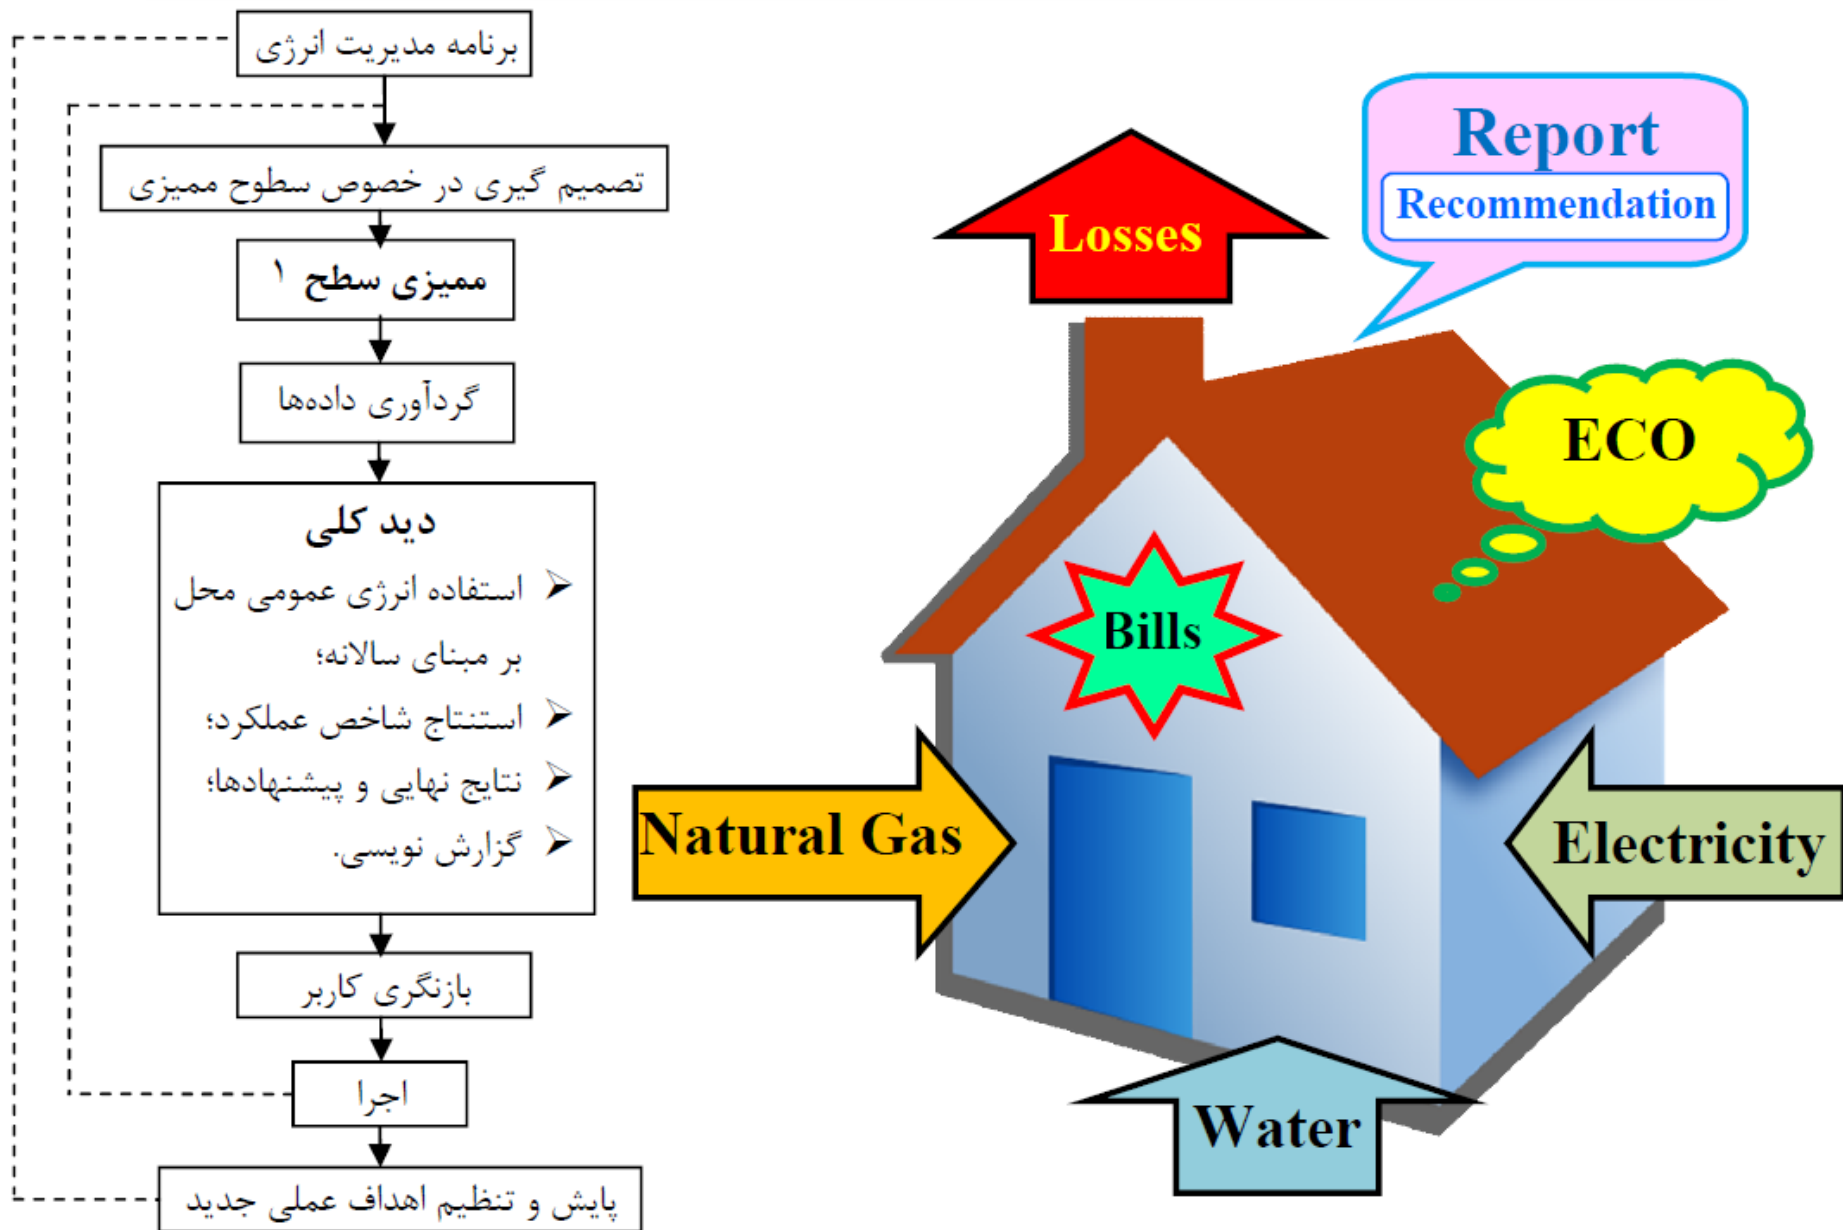 برنامه مدیریت انرژی
تصمیم گیری در خصوص سطوح ممیزی
ممیزی سطح ۱
گردآوری داده‌ها
دید کلی
➢ استفاده انرژی عمومی محل
بر مبنای سالانه؛
➢ استنتاج شاخص عملکرد؛
➢ نتایج نهایی و پیشنهادها؛
➢ گزارش نویسی.
بازنگری کاربر
اجرا
پایش و تنظیم اهداف عملی جدید
Report
Recommendation
Losses
ECO
Bills
Natural Gas
Electricity
Water